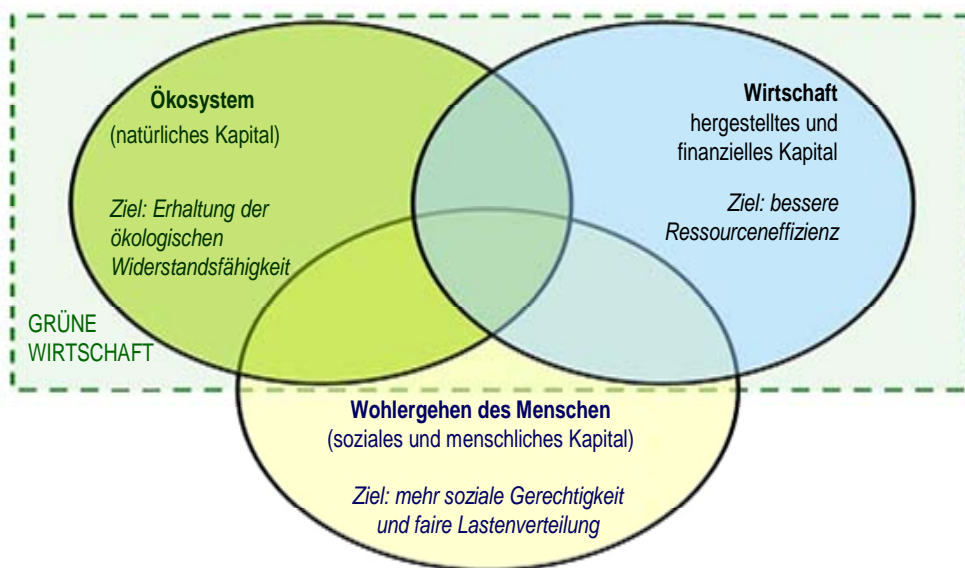 Ökosystem
(natürliches Kapital)
Ziel: Erhaltung der
ökologischen
Widerstandsfähigkeit
Wirtschaft
hergestelltes und
finanzielles Kapital
Ziel: bessere
Ressourceneffizienz
GRÜNE
WIRTSCHAFT
Wohlergehen des Menschen
(soziales und menschliches Kapital)
Ziel: mehr soziale Gerechtigkeit
und faire Lastenverteilung